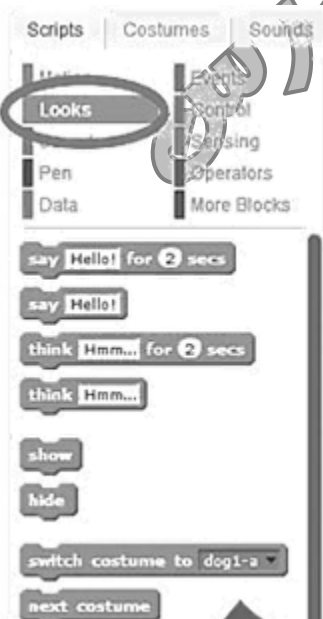 Scripts Costumes Sounds
Motion Events
Looks Control
Sensing
Pen Operators
Data More Blocks
say Hello! for 2 secs
say Hello!
think Hmm... for 2 secs
think Hmm...
show
hide
switch costume to dog1-a
next costume